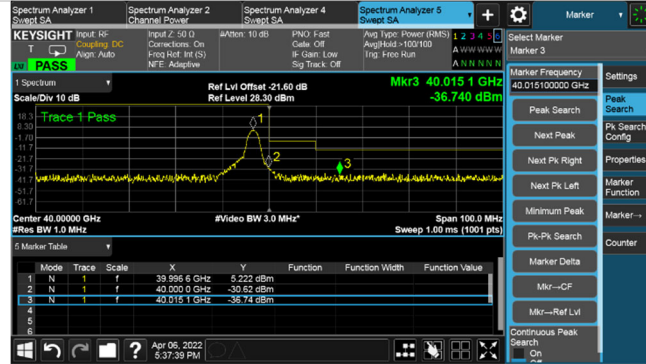 Spectrum Analyzer 1
Swept SA
Spectrum Analyzer 2
Channel Power
Spectrum Analyzer 4
Swept SA
Spectrum Analyzer 5
Swept SA
+
Marker
KEYSIGHT
T
LVI PASS
Input: RF
Coupling: DC
Align: Auto
Input Z: 50 Ω
Corrections: On
Freq Ref: Int (S)
NFE: Adaptive
#Atten: 10 dB
PNO: Fast
Gate: Off
IF Gain: Low
Sig Track: Off
Avg Type: Power (RMS)
Avg|Hold >100/100
Trig: Free Run
1 2 3 4 5 6
A W W W W W
A N N N N N
Select Marker
Marker 3
1 Spectrum
Scale/Div 10 dB
Ref Lvl Offset -21.60 dB
Ref Level 28.30 dBm
Mkr3 40.015 1 GHz
-36.740 dBm
Trace 1 Pass
18.3
8.30
-1.70
-11.7
-21.7
-31.7
-41.7
-51.7
-61.7
1
2
3
Center 40.00000 GHz
#Res BW 1.0 MHz
#Video BW 3.0 MHz*
Span 100.0 MHz
Sweep 1.00 ms (1001 pts)
5 Marker Table
Mode Trace Scale X Y Function Function Width Function Value
1 N 1 f 39.996 6 GHz 5.222 dBm
2 N 1 f 40.000 0 GHz -30.62 dBm
3 N 1 f 40.015 1 GHz -36.74 dBm
4
5
6
Marker Frequency
40.015100000 GHz
Peak Search
Next Peak
Next Pk Right
Next Pk Left
Minimum Peak
Pk-Pk Search
Marker Delta
Mkr→CF
Mkr→Ref Lvl
Continuous Peak
Search
On
Off
Settings
Peak
Search
Pk Search
Config
Properties
Marker
Function
Marker→
Counter
?
Apr 06, 2022
5:37:39 PM